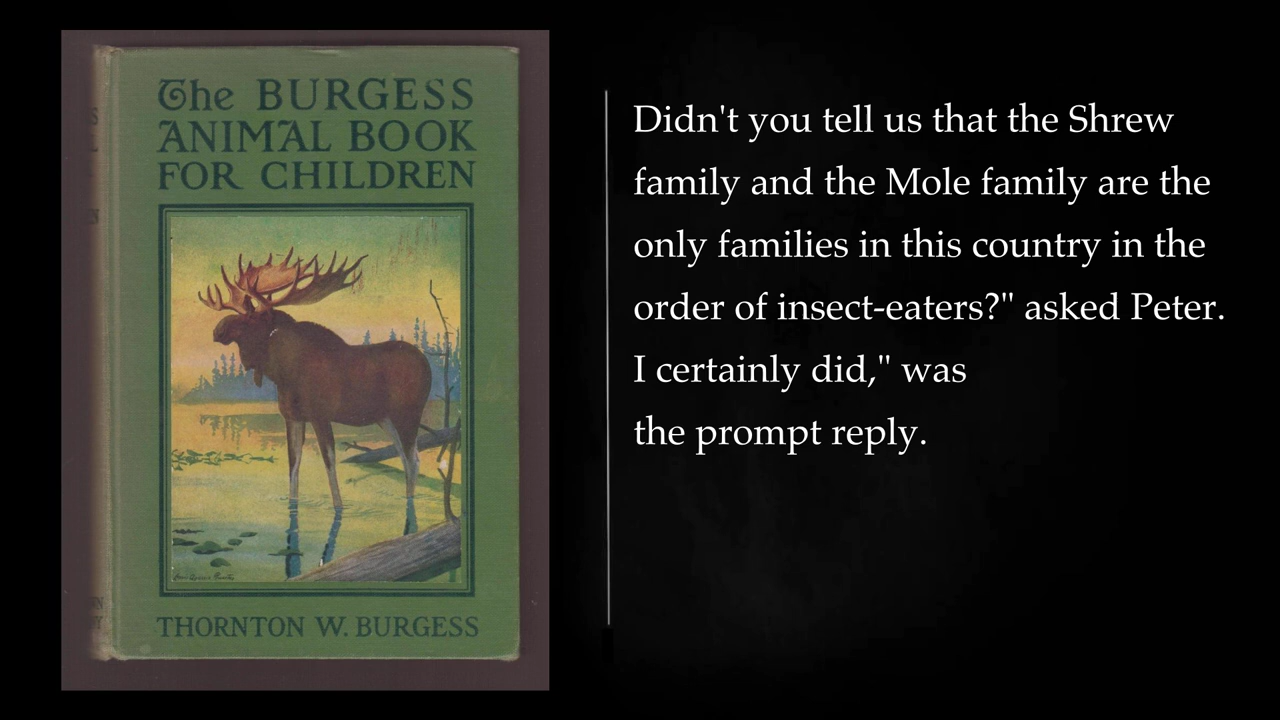 The BURGESS
ANIMAL BOOK
FOR CHILDREN
THORNTON W. BURGESS
Didn't you tell us that the Shrew
family and the Mole family are the
only families in this country in the
order of insect-eaters?" asked Peter.
I certainly did," was
the prompt reply.